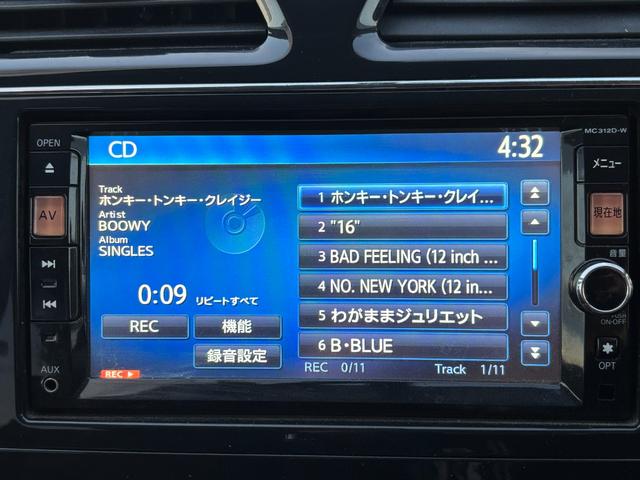 MC312D-W
OPEN
CD
4:32
メニュー
Track
ホンキー・トンキー・クレイジー
Artist
BOOWY
Album
SINGLES
1 ホンキー・トンキー・クレイ...
2 "16"
3 BAD FEELING (12 inch ...
4 NO. NEW YORK (12 in...
5 わがままジュリエット
6 B・BLUE
AV
現在地
音量
0:09 リピートすべて
REC
機能
録音設定
PUSH
ON-OFF
AUX
REC
REC 0/11
Track 1/11
OPT